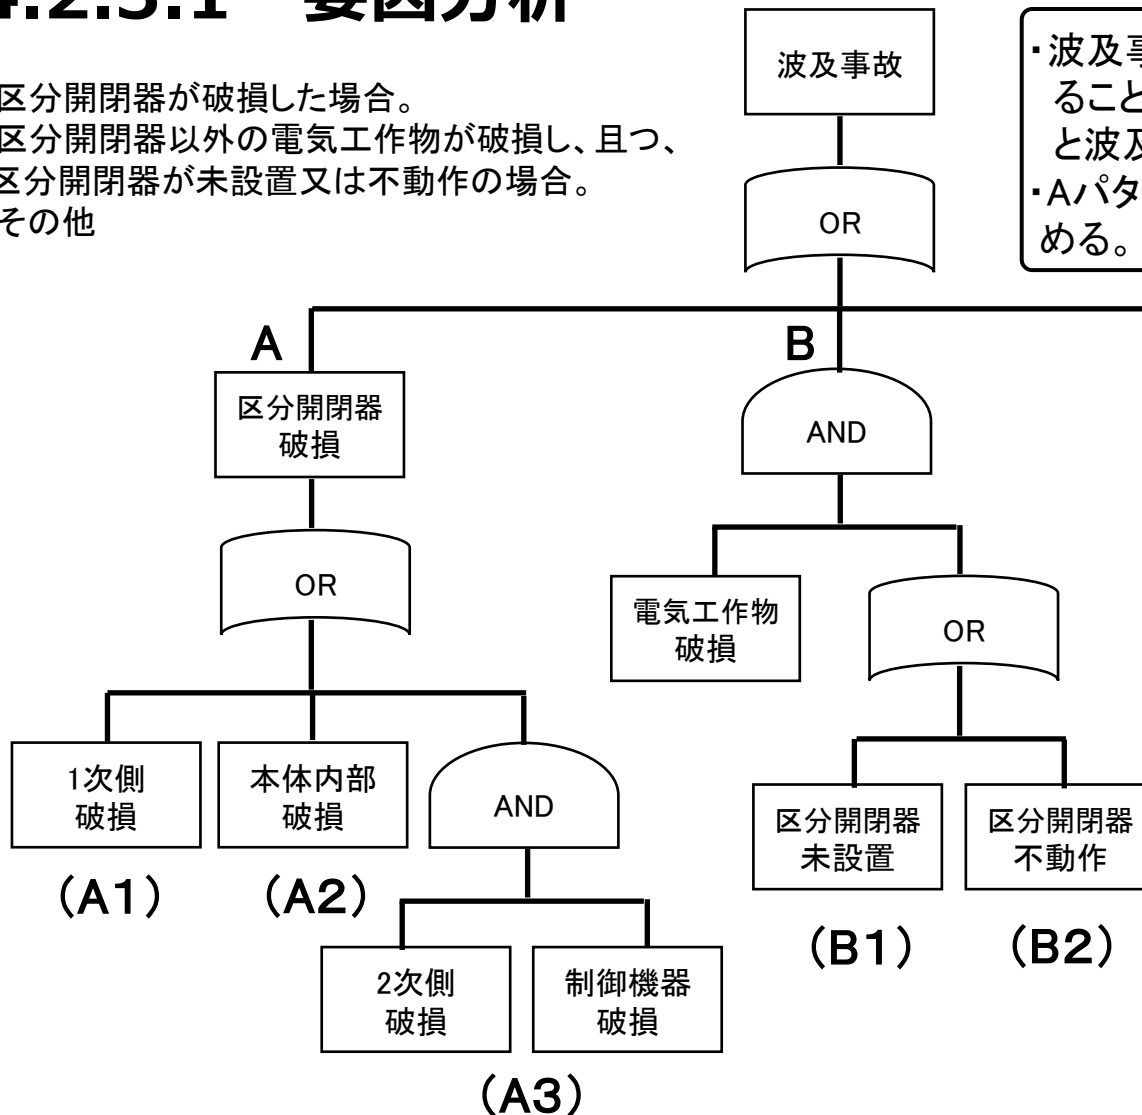 4.2.3.1 要因分析
区分開閉器が破損した場合。
区分開閉器以外の電気工作物が破損し、且つ、
区分開閉器が未設置又は不動作の場合。
その他
波及事故
・波及事
ること
と波及
・Aパタ
める。
OR
A
B
区分開閉器
破損
AND
OR
電気工作物
破損
OR
1次側
破損
本体内部
破損
AND
区分開閉器
未設置
区分開閉器
不動作
（A1）
（A2）
（B1）
（B2）
2次側
破損
制御機器
破損
（A3）